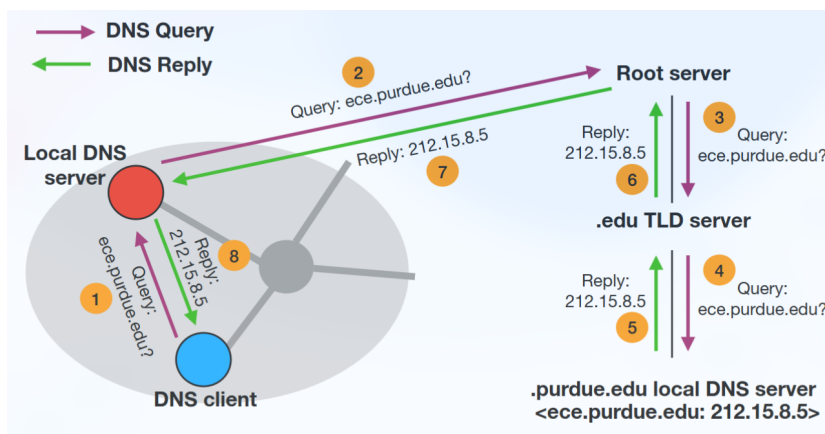 DNS Query
DNS Reply
2
Query: ece.purdue.edu?
Root server
Reply: 212.15.8.5
7
Reply:
212.15.8.5
6
3
Query:
ece.purdue.edu?
Local DNS
server
.edu TLD server
Reply:
212.15.8.5
8
1
Query:
ece.purdue.edu?
Reply:
212.15.8.5
5
4
Query:
ece.purdue.edu?
DNS client
.purdue.edu local DNS server
<ece.purdue.edu: 212.15.8.5>